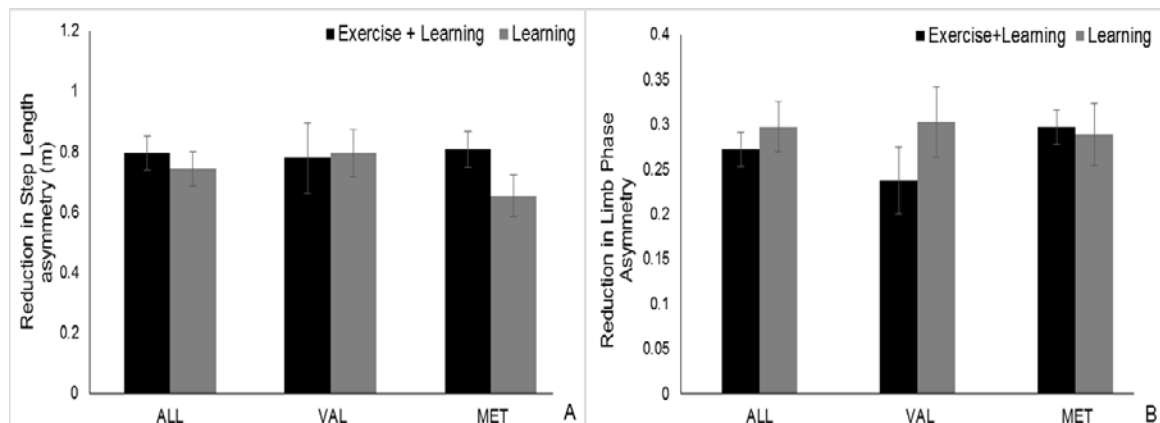 Exercise + Learning Learning
Reduction in Step Length
asymmetry (m)
1.2
1
0.8
0.6
0.4
0.2
0
ALL VAL MET
A
Exercise+Learning Learning
Reduction in Limb Phase
Asymmetry
0.4
0.35
0.3
0.25
0.2
0.15
0.1
0.05
0
ALL VAL MET
B